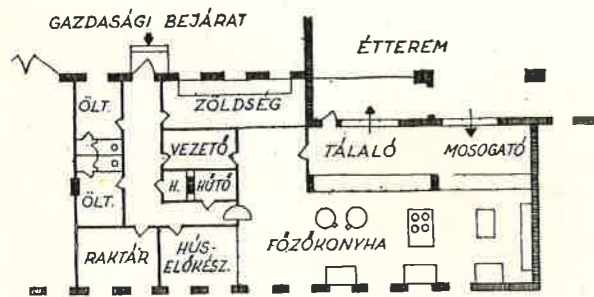 GAZDASÁGI BEJÁRAT
ÉTTEREM
ÖLT.
ZÖLDSÉG
VEZETŐ
TÁLALÓ
MOSOGATÓ
H.
HŰTŐ
ÖLT.
FŐZŐKONYHA
RAKTÁR
HÚS-
ELŐKÉSZ.